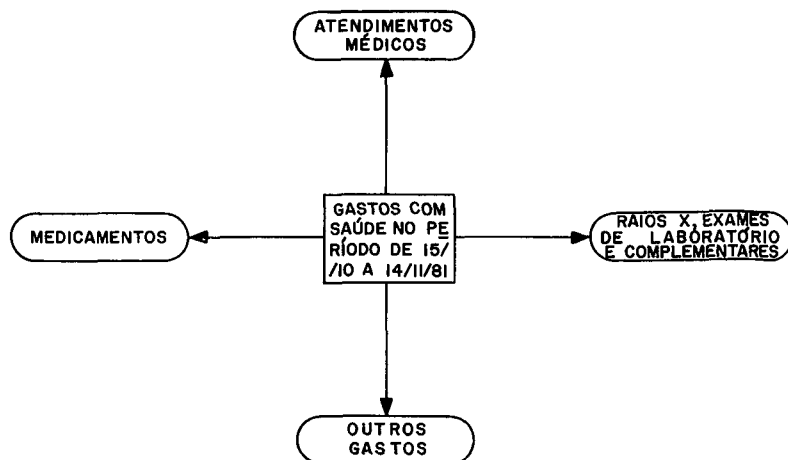 ATENDIMENTOS
MÉDICOS
MEDICAMENTOS
GASTOS COM
SAÚDE NO PE
RÍODO DE 15/
/10 A 14/11/81
RAIOS X, EXAMES
DE LABORATÓRIO
E COMPLEMENTARES
OUTROS
GASTOS